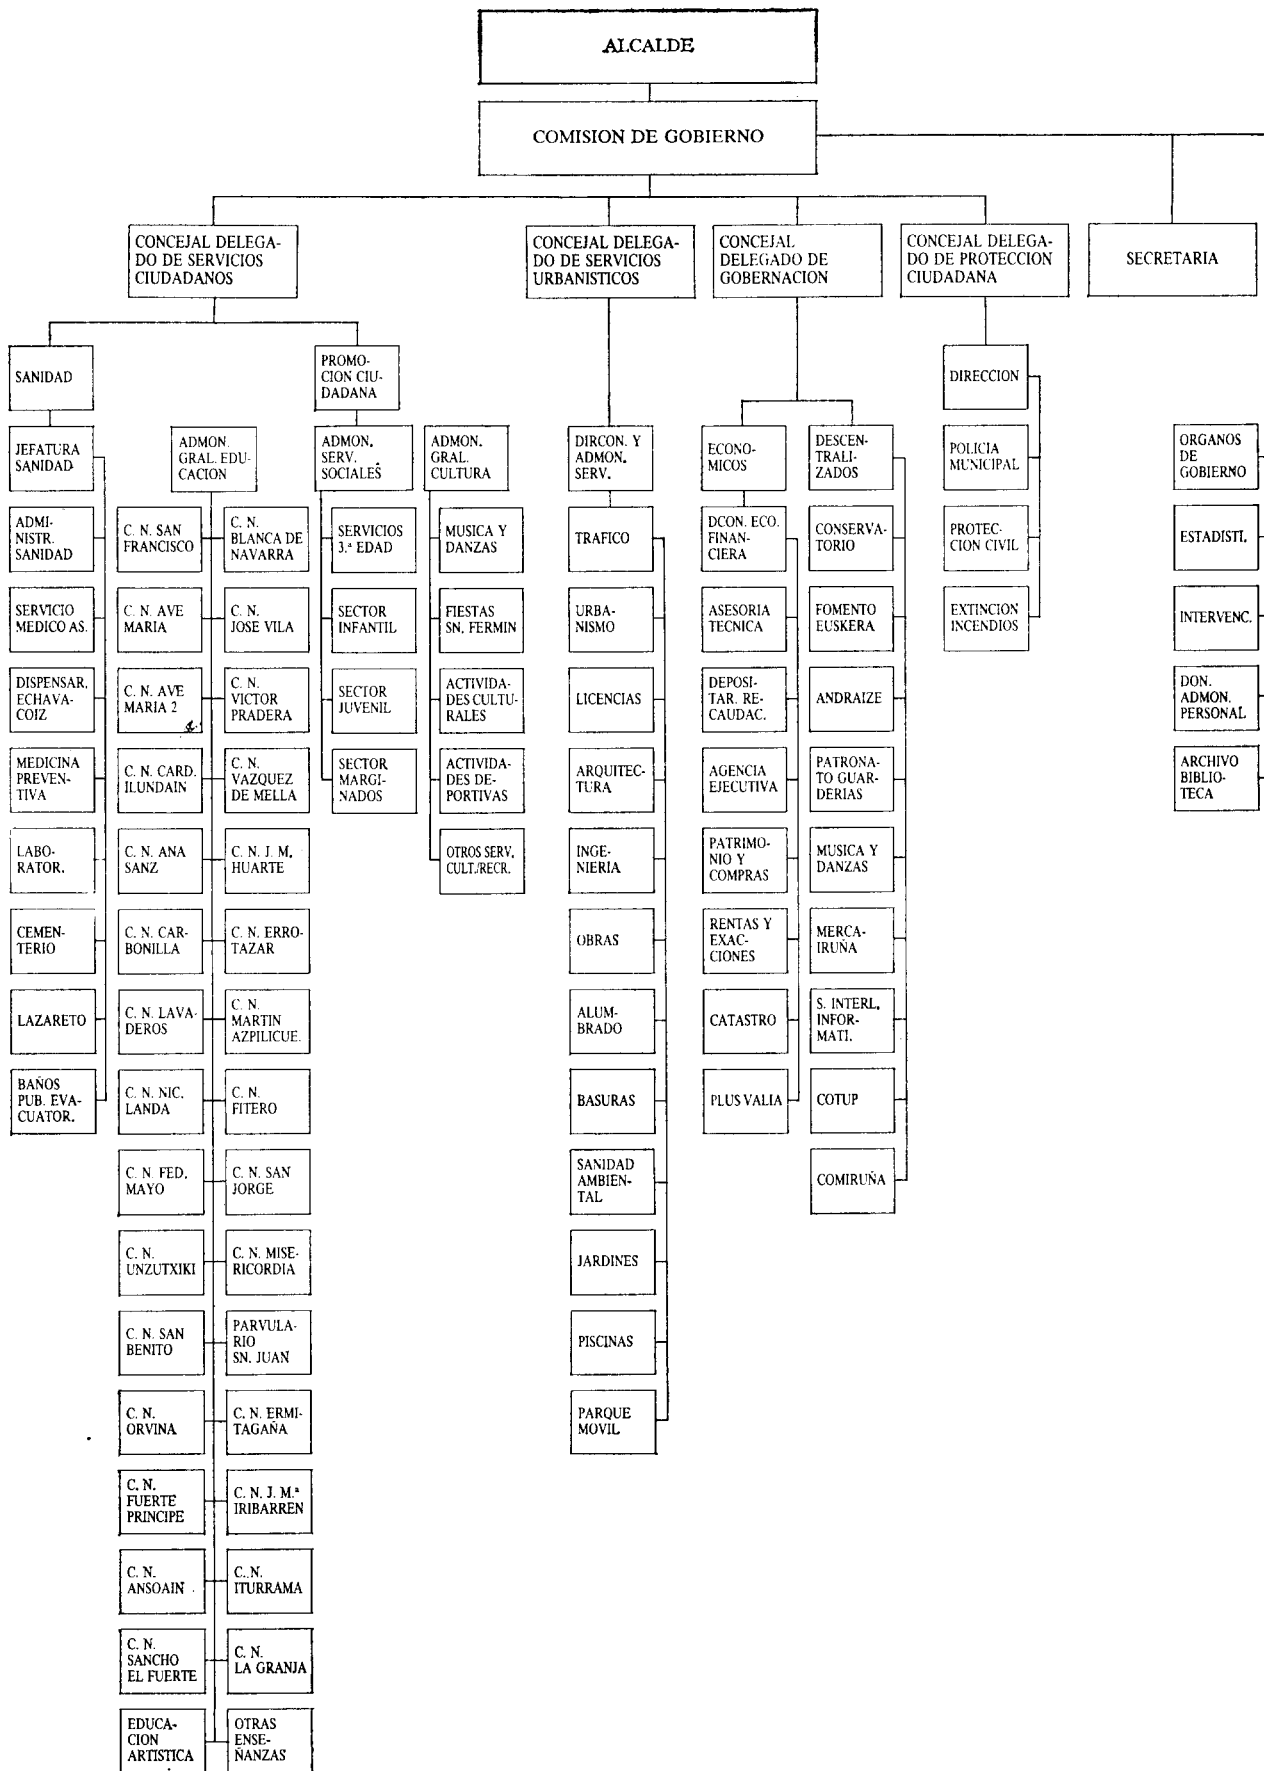 ALCALDE
COMISION DE GOBIERNO
CONCEJAL DELEGA-
DO DE SERVICIOS
CIUDADANOS
CONCEJAL DELEGA-
DO DE SERVICIOS
URBANISTICOS
CONCEJAL
DELEGADO DE
GOBERNACION
CONCEJAL DELEGA-
DO DE PROTECCION
CIUDADANA
SECRETARIA
SANIDAD
JEFATURA
SANIDAD
ADMI-
NISTR.
SANIDAD
SERVICIO
MEDICO AS.
DISPENSAR.
ECHAVA-
COIZ
MEDICINA
PREVEN-
TIVA
LABO-
RATOR.
CEMEN-
TERIO
LAZARETO
BAÑOS
PUB. EVA-
CUATOR.
PROMO-
CION CIU-
DADANA
ADMON.
GRAL. EDU-
CACION
C. N. SAN
FRANCISCO
C. N.
BLANCA DE
NAVARRA
C. N. AVE
MARIA
C. N.
JOSE VILA
C. N. AVE
MARIA 2
C. N.
VICTOR
PRADERA
C. N. CARD.
ILUNDAIN
C. N.
VAZQUEZ
DE MELLA
C. N. ANA
SANZ
C. N. J. M.
HUARTE
C. N. CAR-
BONILLA
C. N. ERRO-
TAZAR
C. N. LAVA-
DEROS
C. N.
MARTIN
AZPILICUE.
C. N. NIC.
LANDA
C. N.
FITERO
C. N. FED.
MAYO
C. N. SAN
JORGE
C. N.
UNZUTXIKI
C. N. MISE-
RICORDIA
C. N. SAN
BENITO
PARVULA-
RIO
SN. JUAN
C. N.
ORVINA
C. N. ERMI-
TAGAÑA
C. N.
FUERTE
PRINCIPE
C. N. J. M.ª
IRIBARREN
C. N.
ANSOAIN
C. N.
ITURRAMA
C. N.
SANCHO
EL FUERTE
C. N.
LA GRANJA
EDUCA-
CION
ARTISTICA
OTRAS
ENSE-
ÑANZAS
ADMON.
SERV.
SOCIALES
SERVICIOS
3.ª EDAD
SECTOR
INFANTIL
SECTOR
JUVENIL
SECTOR
MARGI-
NADOS
ADMON.
GRAL.
CULTURA
MUSICA Y
DANZAS
FIESTAS
SN. FERMIN
ACTIVIDA-
DES CULTU-
RALES
ACTIVIDA-
DES DE-
PORTIVAS
OTROS SERV.
CULT./RECR.
DIRCON. Y
ADMON.
SERV.
TRAFICO
URBA-
NISMO
LICENCIAS
ARQUITEC-
TURA
INGE-
NIERIA
OBRAS
ALUM-
BRADO
BASURAS
SANIDAD
AMBIEN-
TAL
JARDINES
PISCINAS
PARQUE
MOVIL
ECONO-
MICOS
DCON. ECO.
FINAN-
CIERA
ASESORIA
TECNICA
DEPOSI-
TAR. RE-
CAUDAC.
AGENCIA
EJECUTIVA
PATRIMO-
NIO Y
COMPRAS
RENTAS Y
EXAC-
CIONES
CATASTRO
PLUS VALIA
DESCEN-
TRALI-
ZADOS
CONSERVA-
TORIO
FOMENTO
EUSKERA
ANDRAIZE
PATRONA-
TO GUAR-
DERIAS
MUSICA Y
DANZAS
MERCA-
IRUÑA
S. INTERL.
INFOR-
MATI.
COTUP
COMIRUÑA
DIRECCION
POLICIA
MUNICIPAL
PROTEC-
CION CIVIL
EXTINCION
INCENDIOS
ORGANOS
DE
GOBIERNO
ESTADISTI.
INTERVENC.
DON.
ADMON.
PERSONAL
ARCHIVO
BIBLIO-
TECA